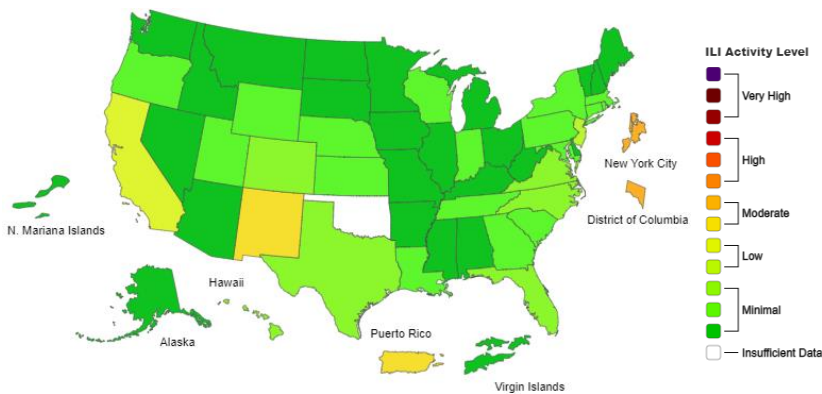 ILI Activity Level
Very High
High
Moderate
Low
Minimal
Insufficient Data
New York City
District of Columbia
N. Mariana Islands
Hawaii
Alaska
Puerto Rico
Virgin Islands